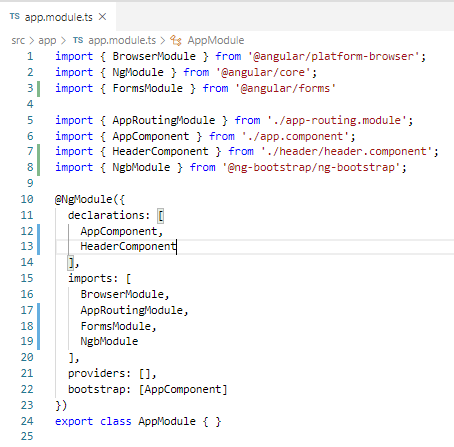 TS app.module.ts ×
src > app > TS app.module.ts > AppModule
1 import { BrowserModule } from '@angular/platform-browser';
2 import { NgModule } from '@angular/core';
3 import { FormsModule } from '@angular/forms'
4
5 import { AppRoutingModule } from './app-routing.module';
6 import { AppComponent } from './app.component';
7 import { HeaderComponent } from './header/header.component';
8 import { NgbModule } from '@ng-bootstrap/ng-bootstrap';
9
10 @NgModule({
11   declarations: [
12     AppComponent,
13     HeaderComponent
14   ],
15   imports: [
16     BrowserModule,
17     AppRoutingModule,
18     FormsModule,
19     NgbModule
20   ],
21   providers: [],
22   bootstrap: [AppComponent]
23 })
24 export class AppModule { }
25